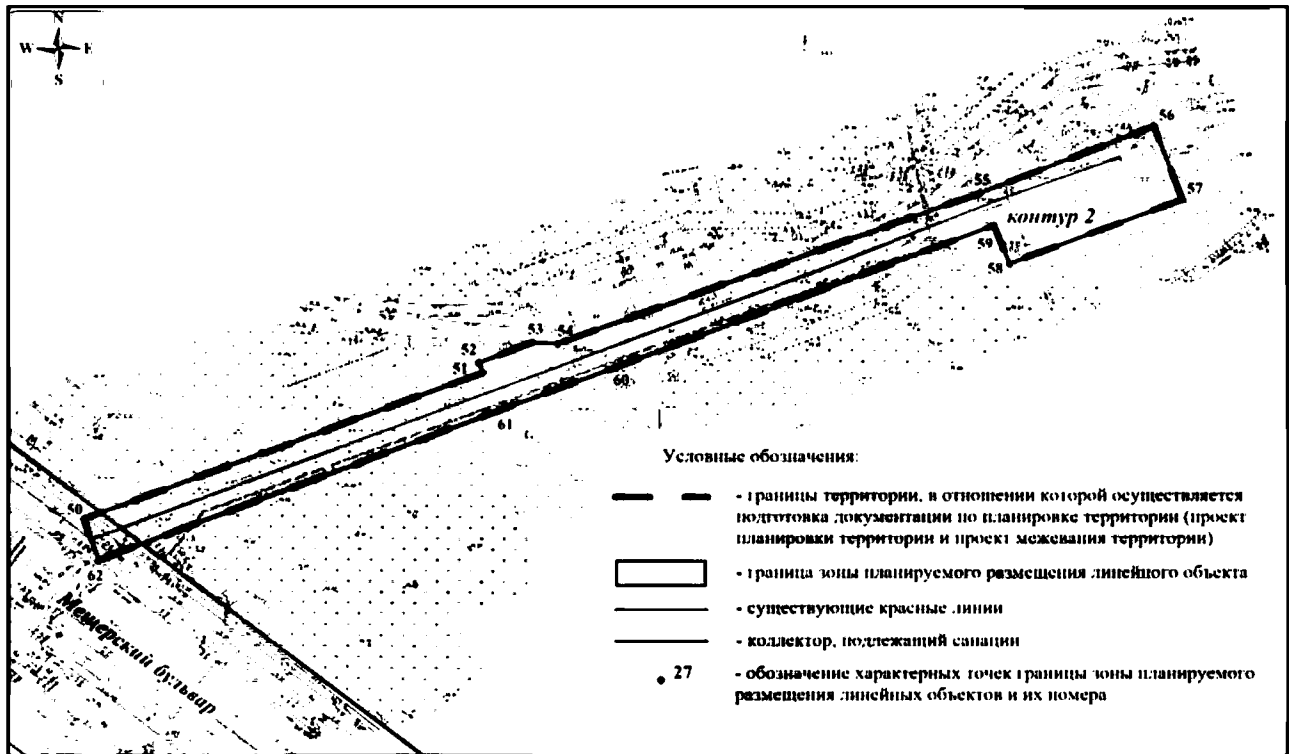 N
W E
S
56
55
57
контур 2
59
58
53
54
52
51
60
61
50
62
Мещерский бульвар
Условные обозначения:
- границы территории, в отношении которой осуществляется
подготовка документации по планировке территории (проект
планировки территории и проект межевания территории)
- граница зоны планируемого размещения линейного объекта
- существующие красные линии
- коллектор, подлежащий санации
27 - обозначение характерных точек границы зоны планируемого
размещения линейных объектов и их номера